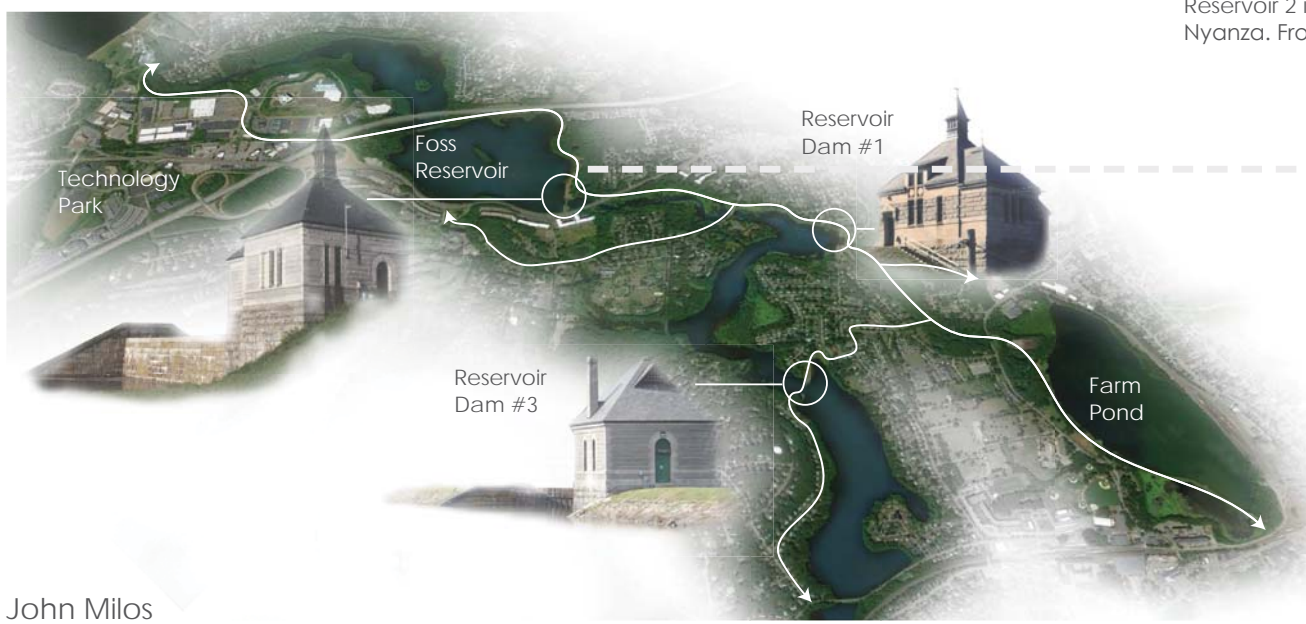 Reservoir 2 i
Nyanza. Fro
Reservoir
Dam #1
Foss
Reservoir
Technology
Park
Reservoir
Dam #3
Farm
Pond
John Milos